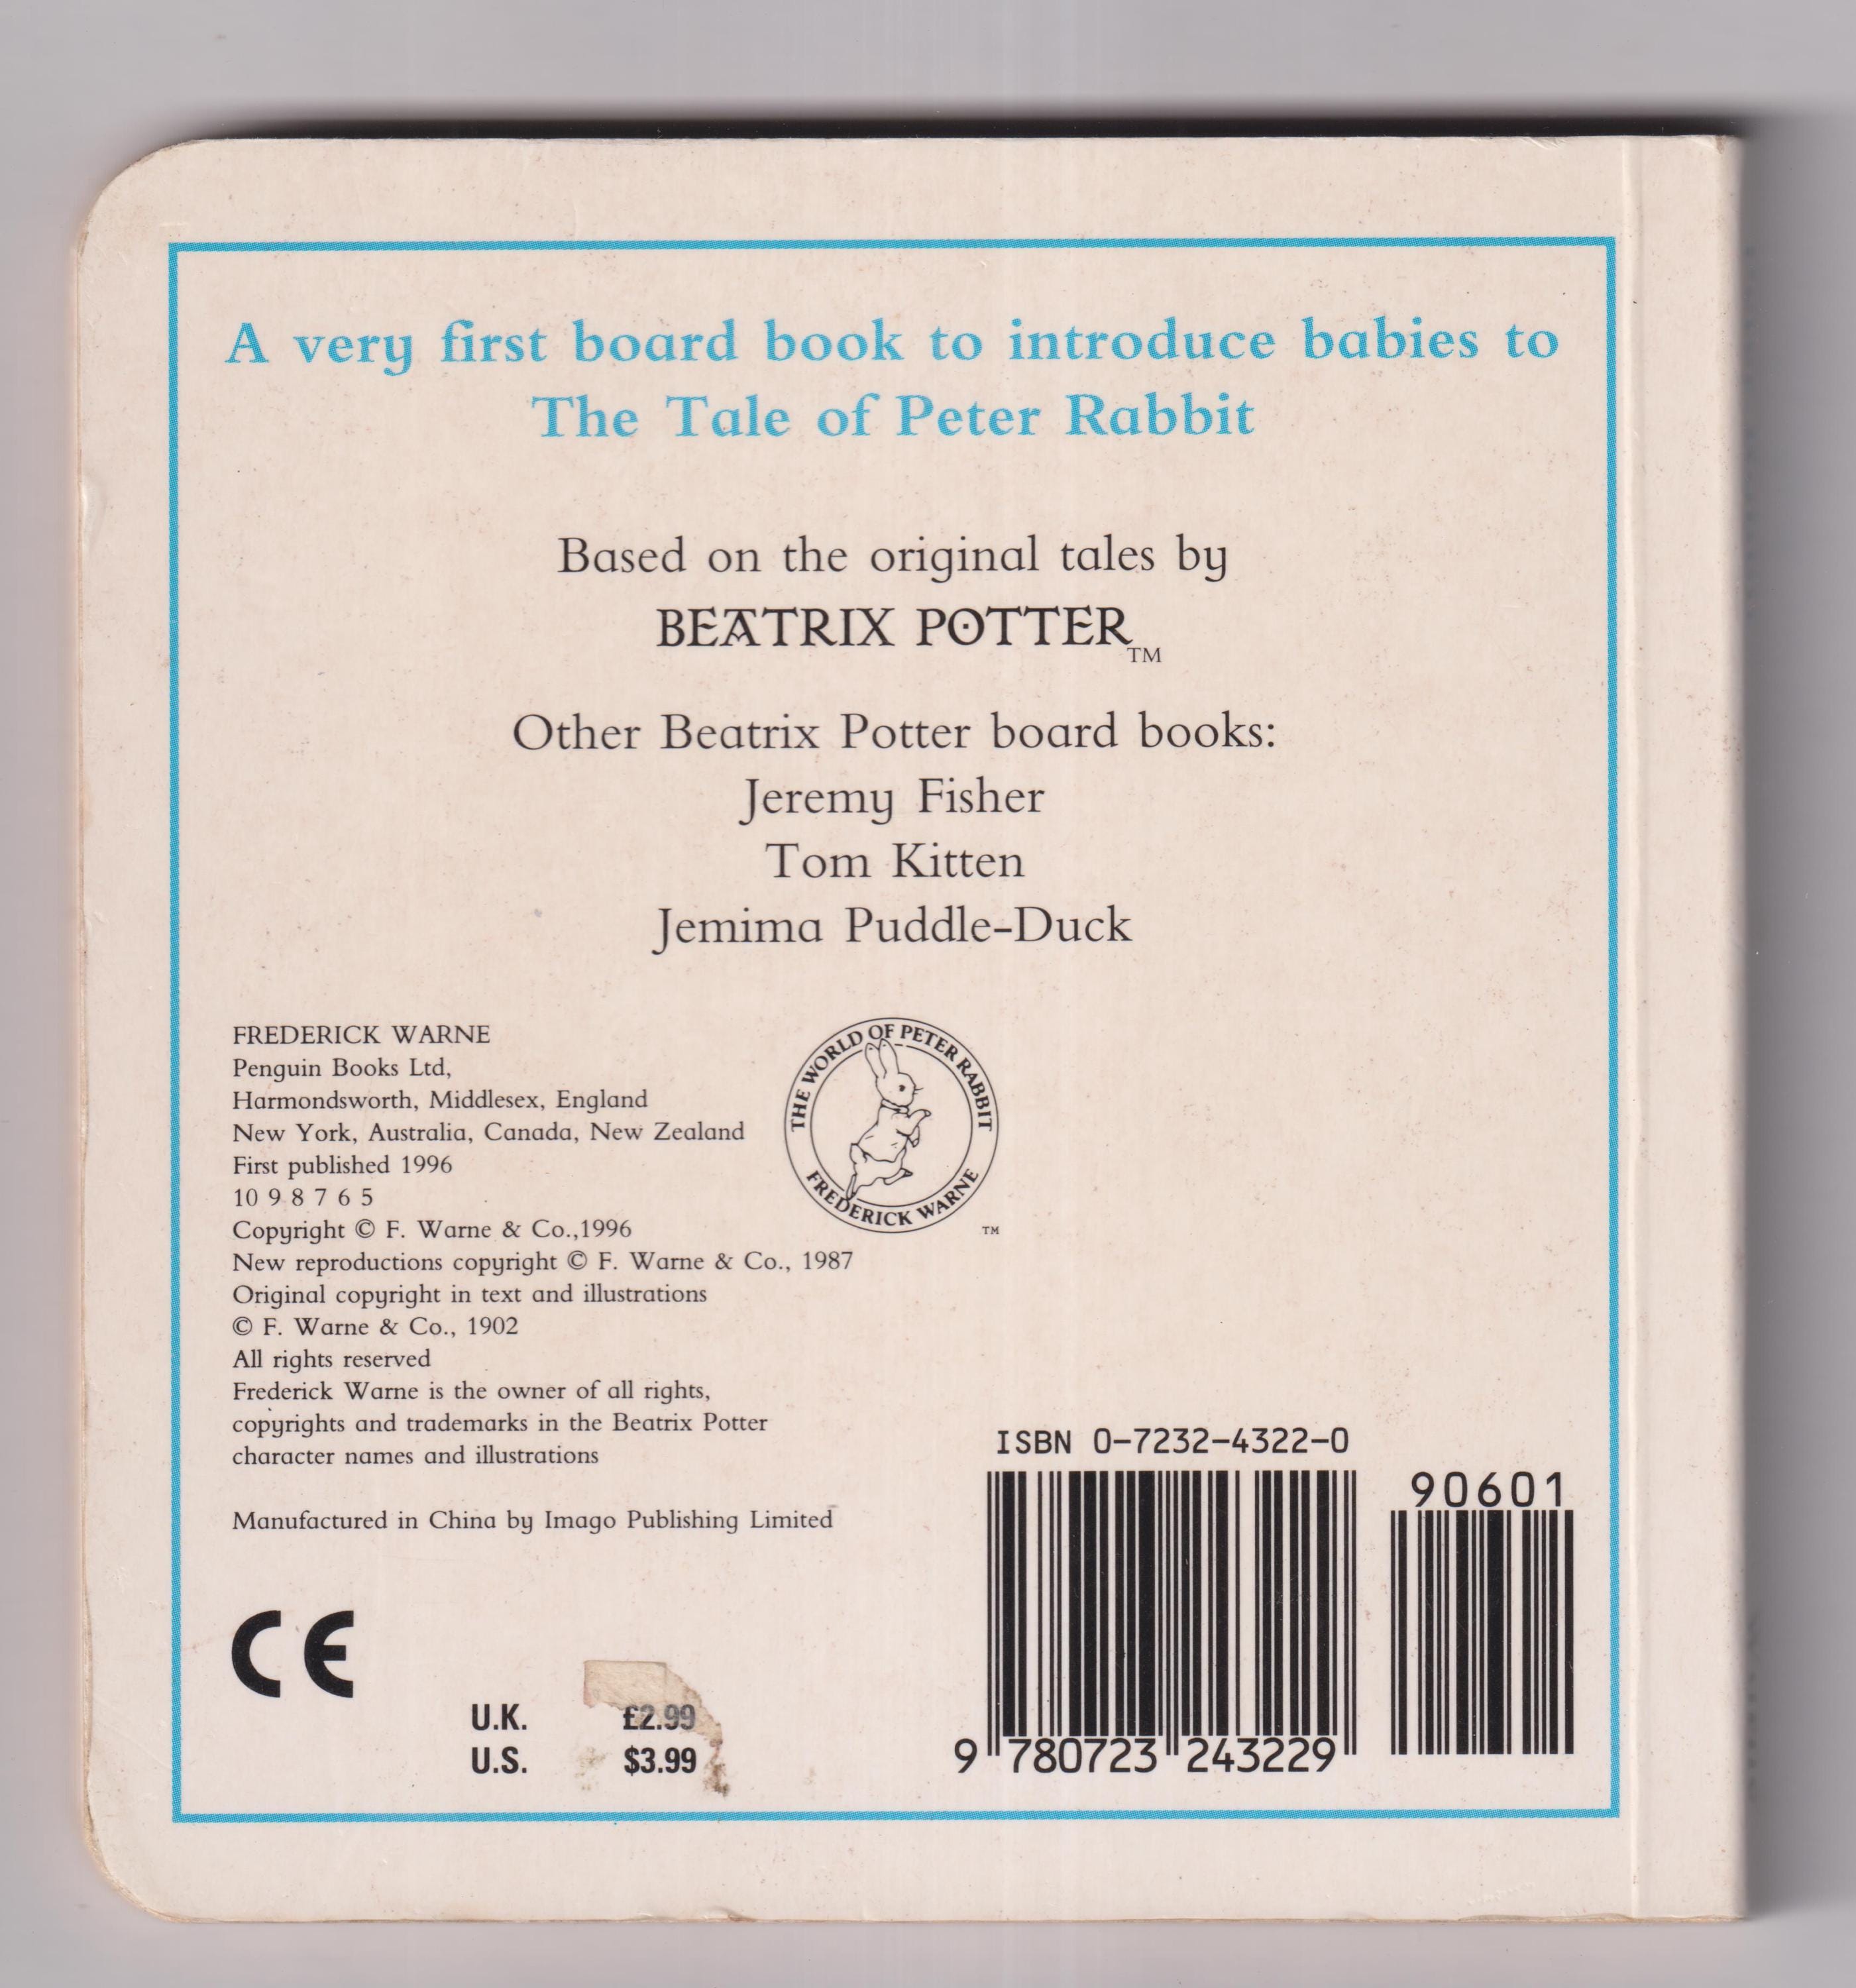 A very first board book to introduce babies to
The Tale of Peter Rabbit
Based on the original tales by
BEATRIX POTTER™
Other Beatrix Potter board books:
Jeremy Fisher
Tom Kitten
Jemima Puddle-Duck
FREDERICK WARNE
Penguin Books Ltd,
Harmondsworth, Middlesex, England
New York, Australia, Canada, New Zealand
First published 1996
10 9 8 7 6 5
Copyright © F. Warne & Co.,1996
New reproductions copyright © F. Warne & Co., 1987
Original copyright in text and illustrations
© F. Warne & Co., 1902
All rights reserved
Frederick Warne is the owner of all rights,
copyrights and trademarks in the Beatrix Potter
character names and illustrations
Manufactured in China by Imago Publishing Limited
THE WORLD OF PETER RABBIT
FREDERICK WARNE
™
CE
U.K. £2.99
U.S. $3.99
ISBN 0-7232-4322-0
90601
9 780723 243229